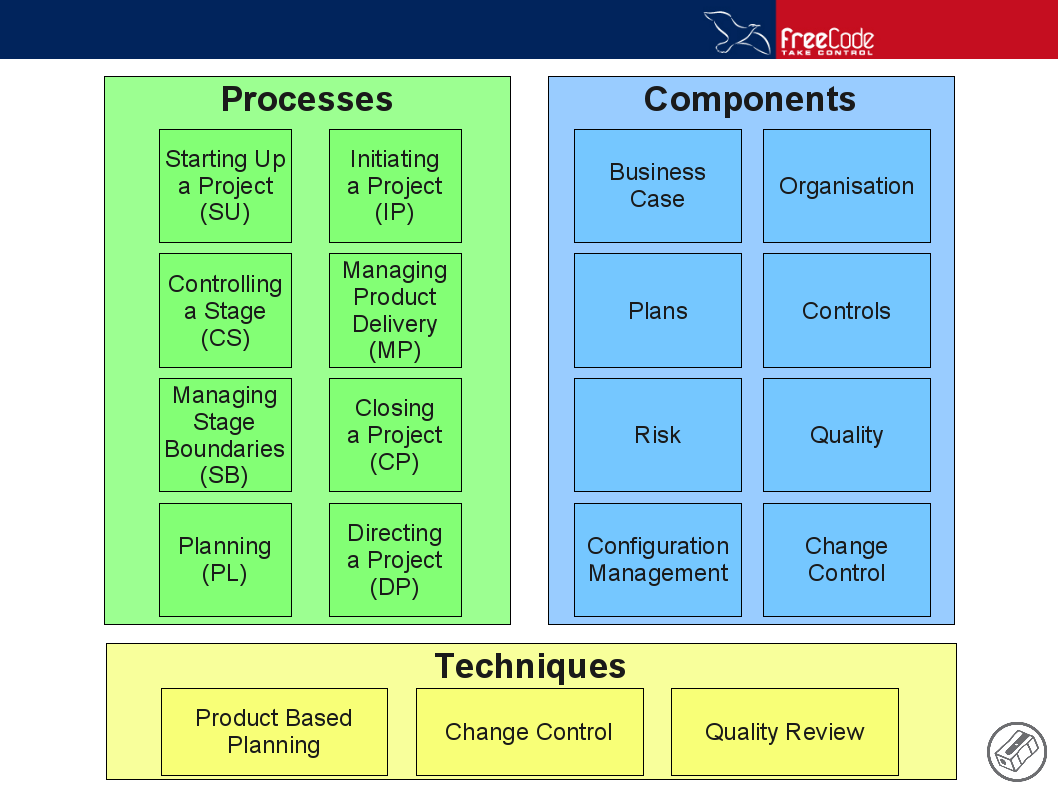 FreeCode
TAKE CONTROL
Processes
Starting Up
a Project
(SU)
Initiating
a Project
(IP)
Controlling
a Stage
(CS)
Managing
Product
Delivery
(MP)
Managing
Stage
Boundaries
(SB)
Closing
a Project
(CP)
Planning
(PL)
Directing
a Project
(DP)
Components
Business
Case
Organisation
Plans
Controls
Risk
Quality
Configuration
Management
Change
Control
Techniques
Product Based
Planning
Change Control
Quality Review